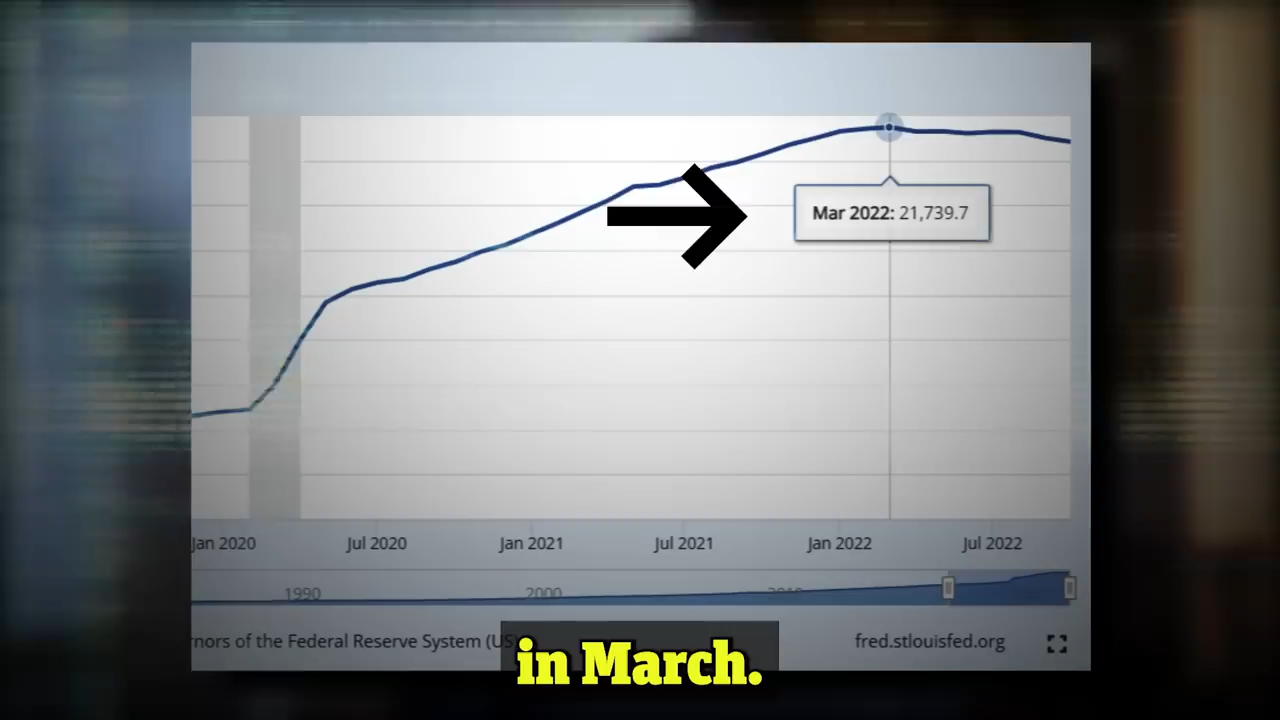 Mar 2022: 21,739.7
Jan 2020 Jul 2020 Jan 2021 Jul 2021 Jan 2022 Jul 2022
1990 2000 2010
of the Federal Reserve System (US) fred.stlouisfed.org
in March.